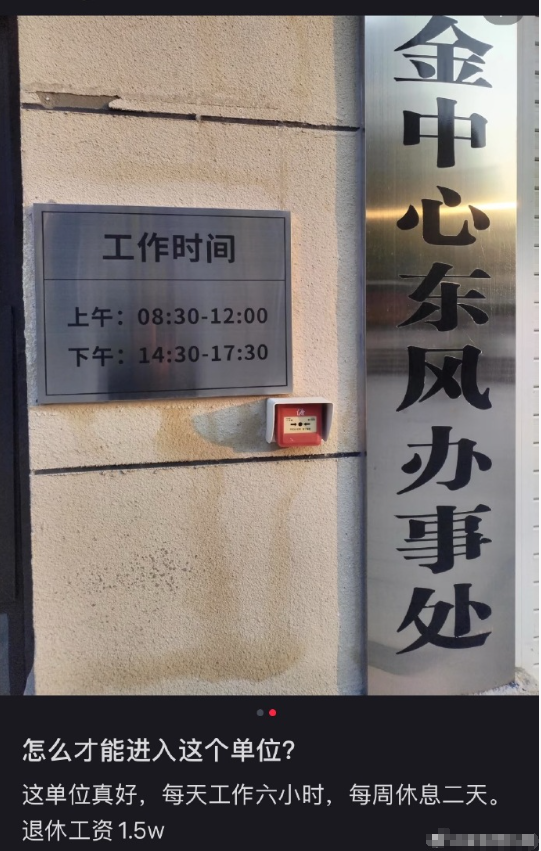 金中心东风办事处
工作时间
上午：08:30-12:00
下午：14:30-17:30
怎么才能进入这个单位?
这单位真好，每天工作六小时，每周休息二天。
退休工资1.5w